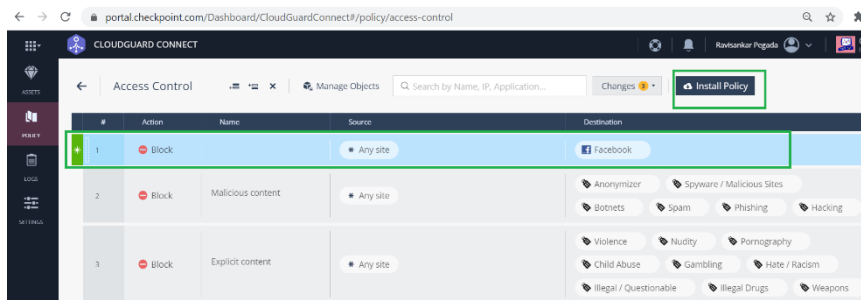 portal.checkpoint.com/Dashboard/CloudGuardConnect#/policy/access-control
CLOUDGUARD CONNECT
Ravisankar Pegada
ASSETS
Access Control
Manage Objects
Search by Name, IP, Application...
Changes 3
Install Policy
# Action Name Source Destination
POLICY
1 Block Any site Facebook
LOGS
2 Block Malicious content Any site Anonymizer Spyware / Malicious Sites
Botnets Spam Phishing Hacking
SETTINGS
Violence Nudity Pornography
3 Block Explicit content Any site Child Abuse Gambling Hate / Racism
Illegal / Questionable Illegal Drugs Weapons